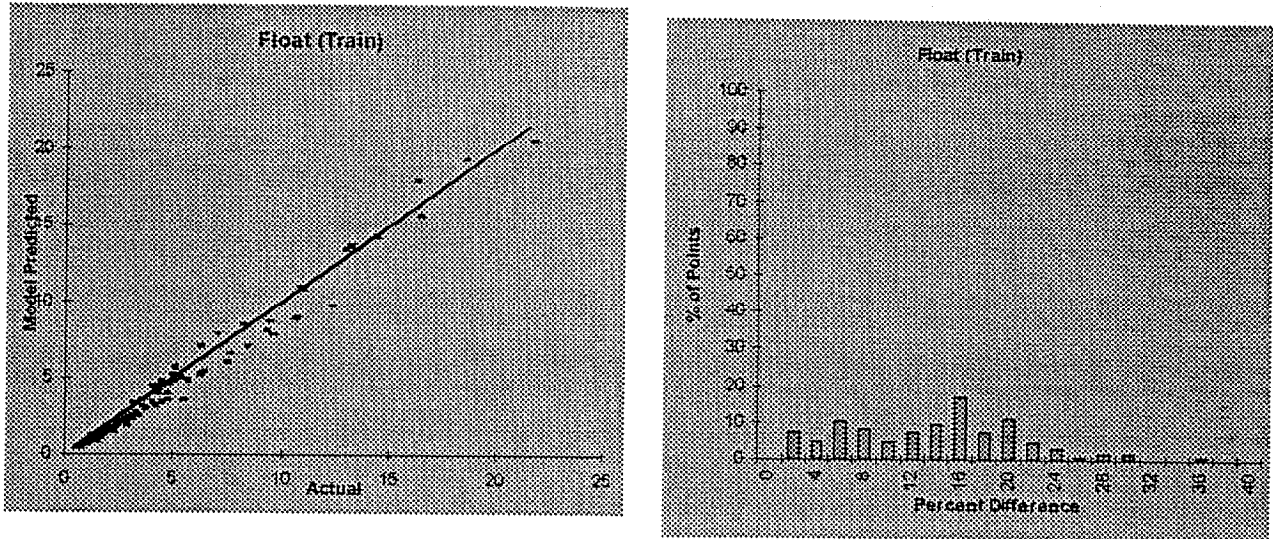 Float (Train)
25
20
15
10
5
0
Model Predicted
0 5 10 15 20 25
Actual
Float (Train)
100
90
80
70
60
50
40
30
20
10
0
% of Points
0 4 8 12 16 20 24 28 32 36 40
Percent Difference